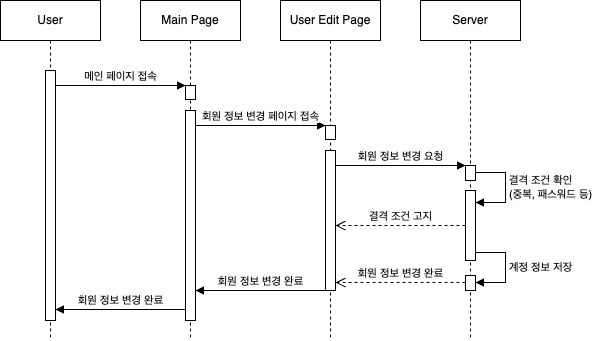 User
Main Page
User Edit Page
Server
메인 페이지 접속
회원 정보 변경 페이지 접속
회원 정보 변경 요청
결격 조건 확인
(중복, 패스워드 등)
결격 조건 고지
계정 정보 저장
회원 정보 변경 완료
회원 정보 변경 완료
회원 정보 변경 완료